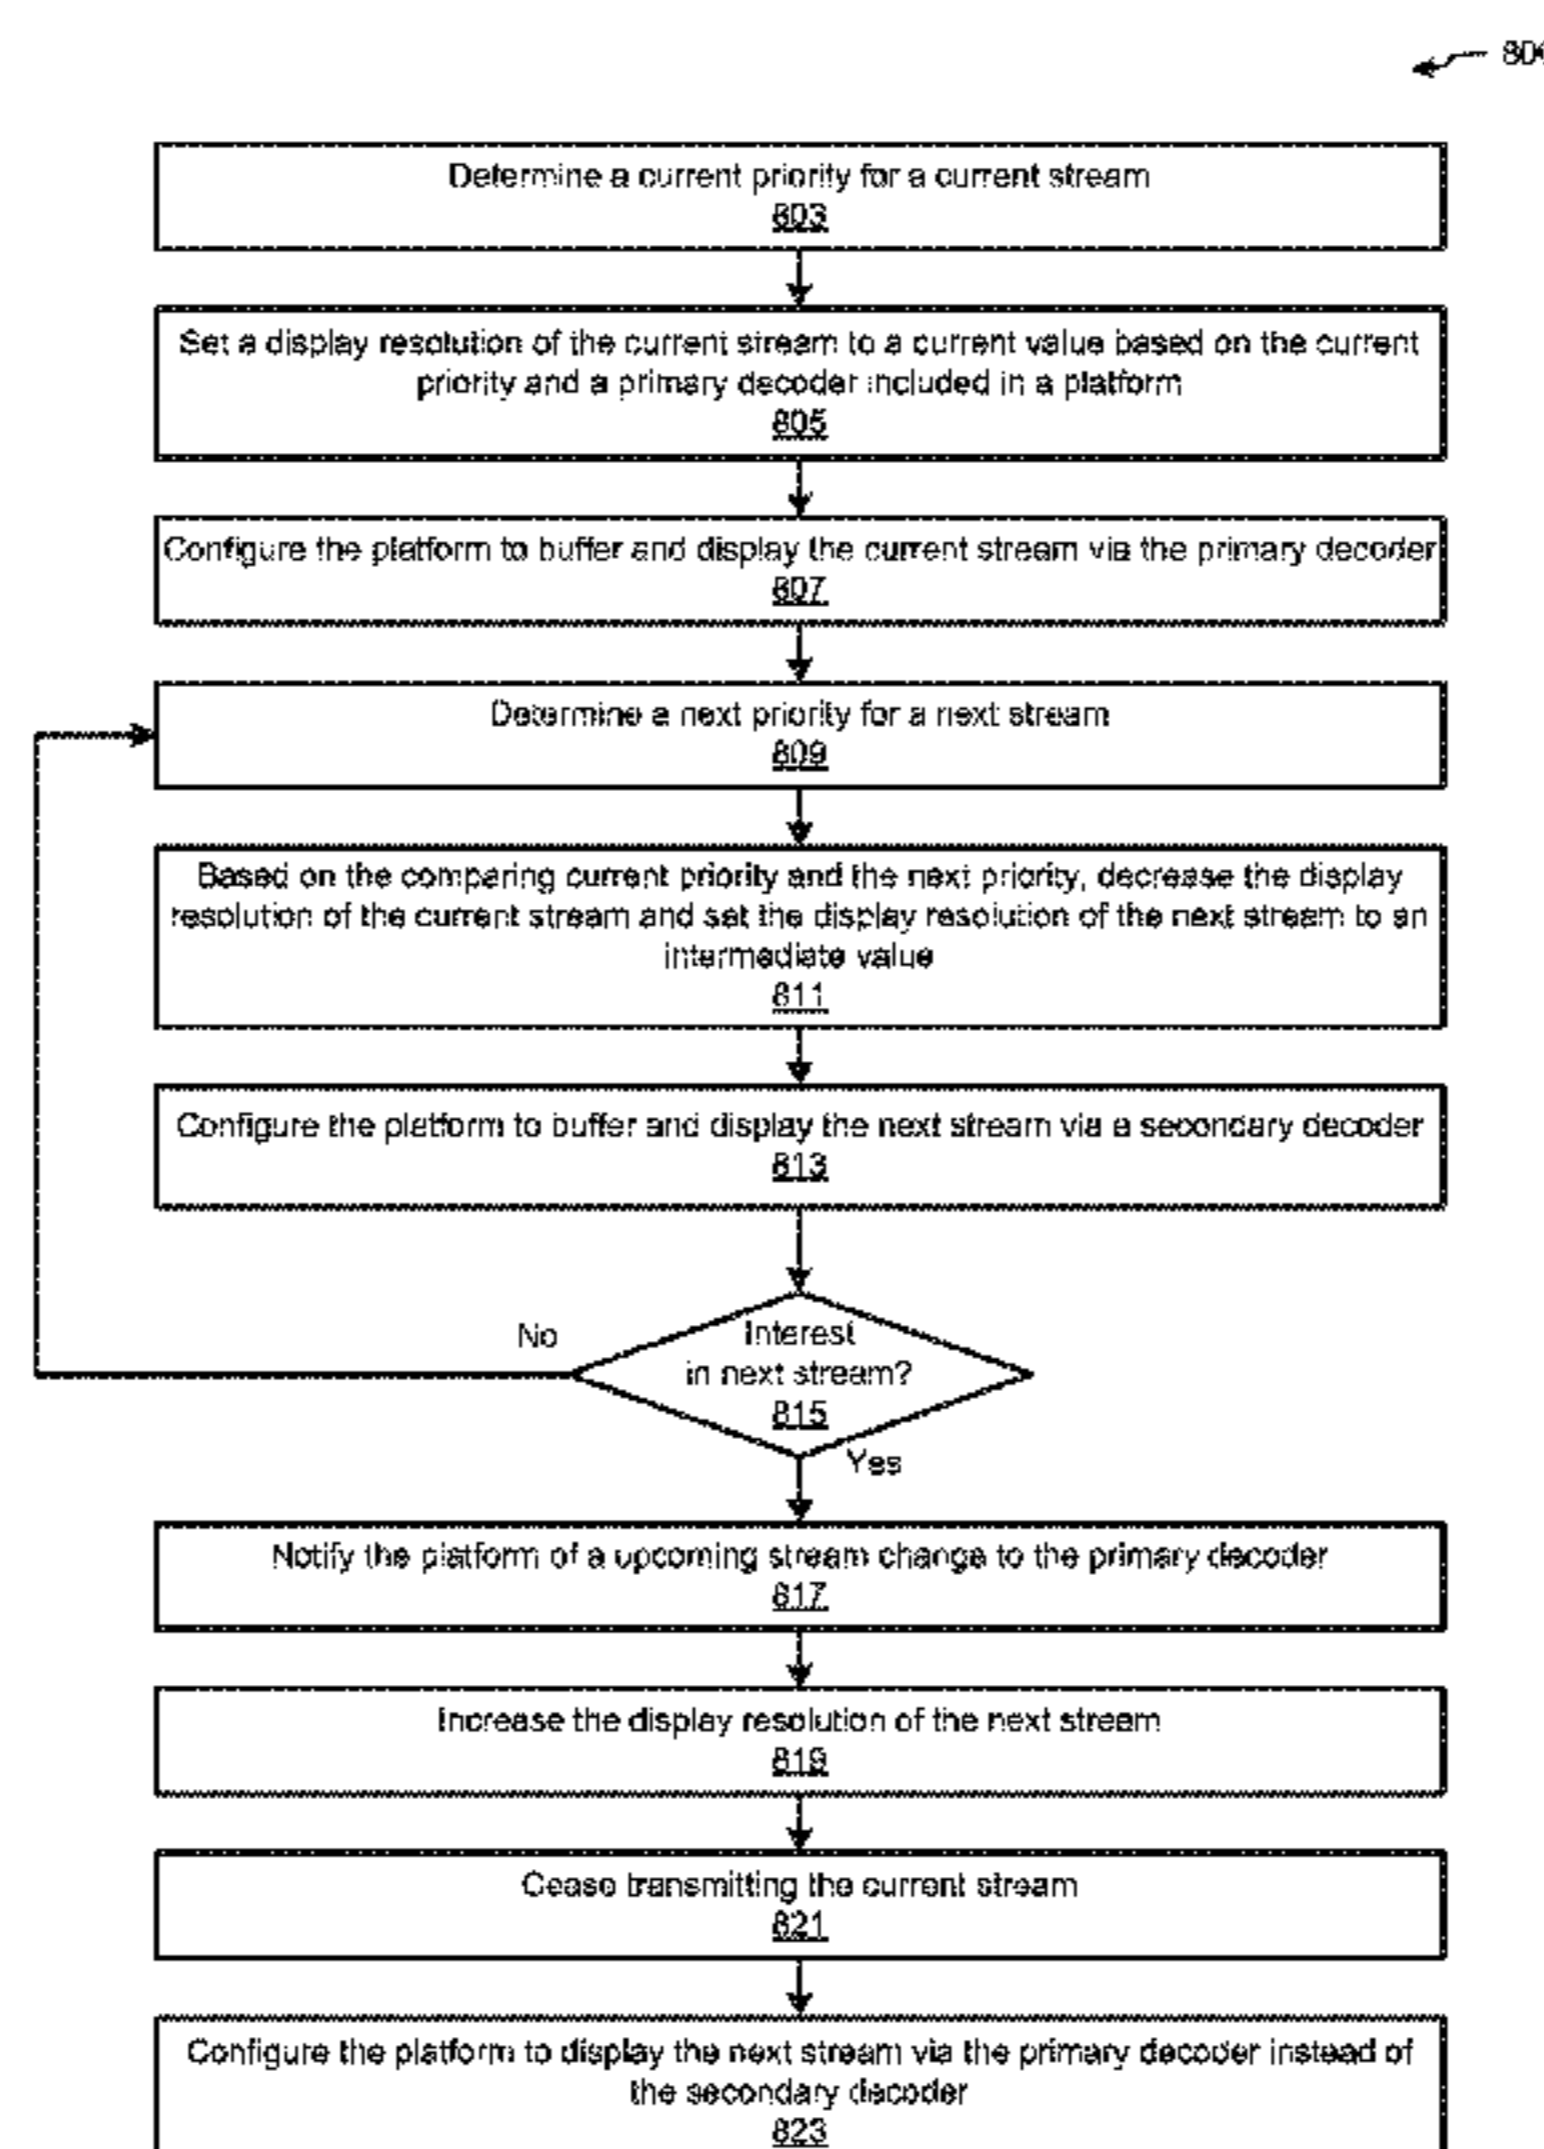 Determine a current priority for a current stream
803
Set a display resolution of the current stream to a current value based on the current
priority and a primary decoder included in a platform
805
Configure the platform to buffer and display the current stream via the primary decoder
807
Determine a next priority for a next stream
809
Based on the comparing current priority and the next priority, decrease the display
resolution of the current stream and set the display resolution of the next stream to an
intermediate value
811
Configure the platform to buffer and display the next stream via a secondary decoder
813
No
Interest
in next stream?
815
Yes
Notify the platform of a upcoming stream change to the primary decoder
817
Increase the display resolution of the next stream
819
Cease transmitting the current stream
821
Configure the platform to display the next stream via the primary decoder instead of
the secondary decoder
823